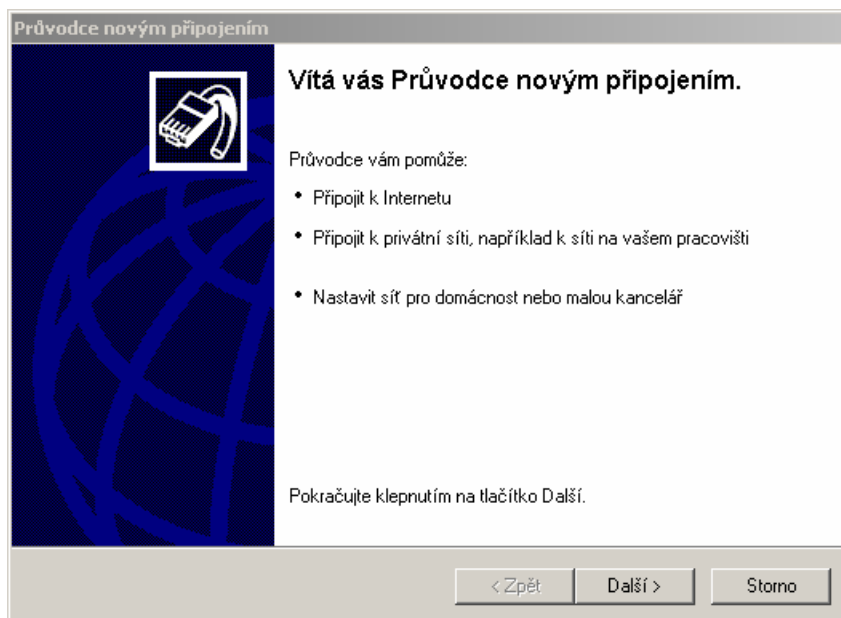 Průvodce novým připojením
Vítá vás Průvodce novým připojením.
Průvodce vám pomůže:
• Připojit k Internetu
• Připojit k privátní síti, například k síti na vašem pracovišti
• Nastavit síť pro domácnost nebo malou kancelář
Pokračujte klepnutím na tlačítko Další.
< Zpět Další > Storno